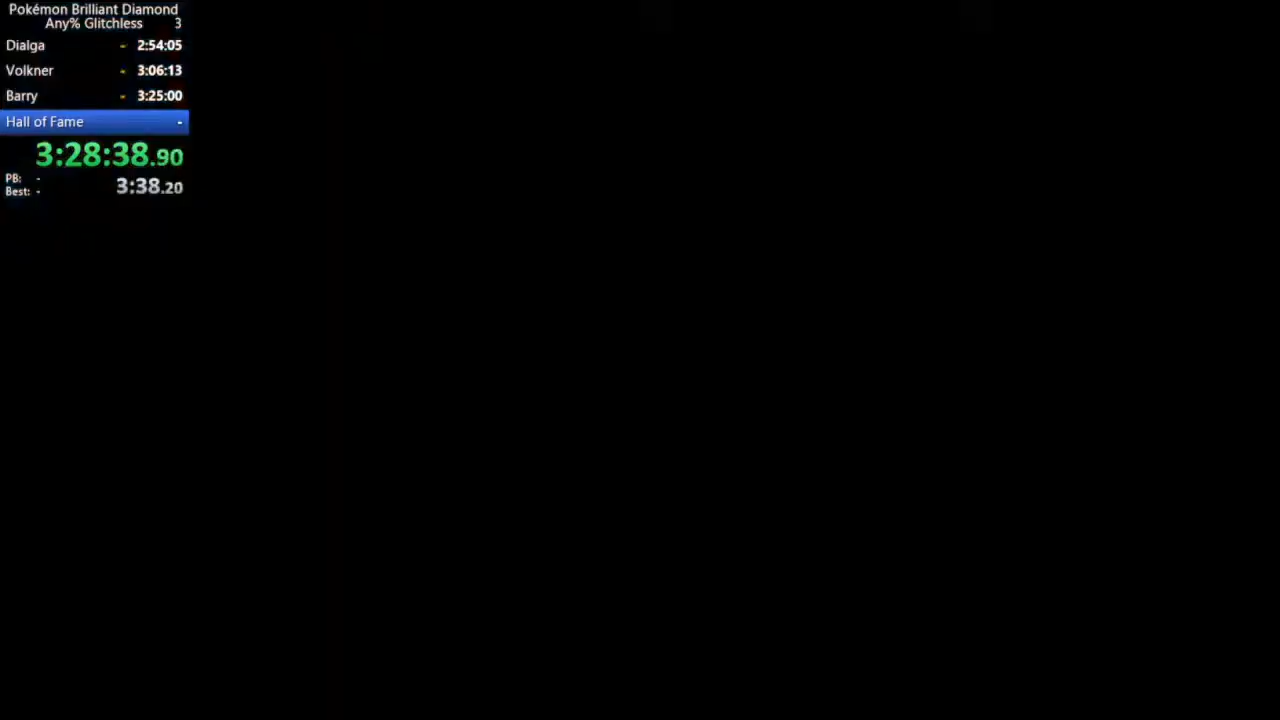 Pokémon Brilliant Diamond
Any% Glitchless 3
Dialga - 2:54:05
Volkner - 3:06:13
Barry - 3:25:00
Hall of Fame -
3:28:38.90
PB: -
Best: - 3:38.20